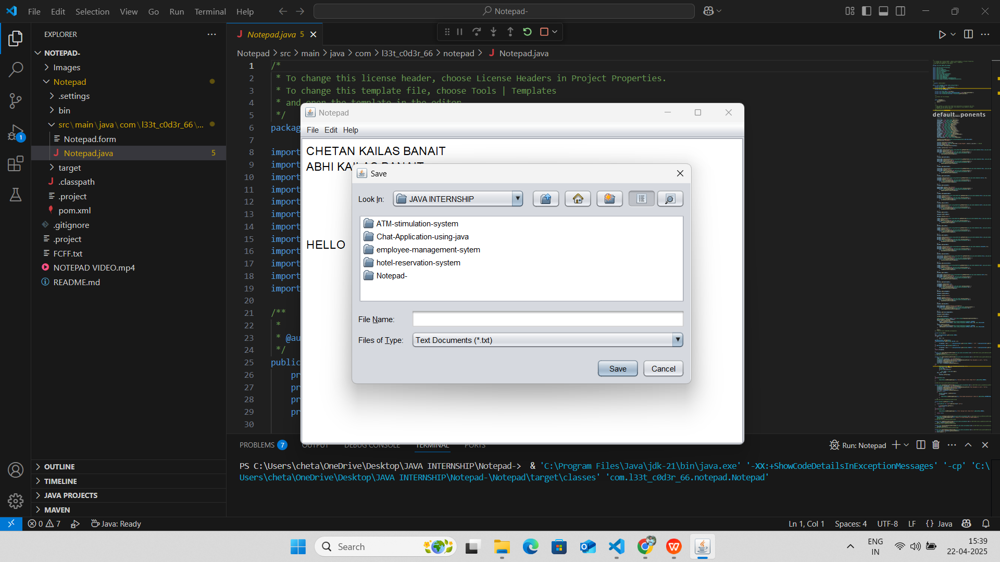 File Edit Selection View Go Run Terminal Help
Notepad-
EXPLORER
NOTEPAD-
Images
Notepad
.settings
bin
src\main\java\com\l33t_c0d3r_66\...
Notepad.form
Notepad.java 5
target
.classpath
.project
pom.xml
.gitignore
.project
FCFF.txt
NOTEPAD VIDEO.mp4
README.md
OUTLINE
TIMELINE
JAVA PROJECTS
MAVEN
1
Notepad.java 5
Notepad > src > main > java > com > l33t_c0d3r_66 > notepad > Notepad.java
1 /*
2 * To change this license header, choose License Headers in Project Properties.
3 * To change this template file, choose Tools | Templates
4 * and open the template in the editor
5 */
6 packag
7
8 import
9 import
10 import
11 import
12 import
13 import
14 import
15 import
16 import
17 import
18 import
19 import
20
21 /**
22 *
23 * @au
24 */
25 public
26 pr
27 pr
28 pr
29 pr
30
default...ponents
Notepad
File Edit Help
CHETAN KAILAS BANAIT
ABHI KAILAS BANAIT
HELLO
Save
Look In: JAVA INTERNSHIP
ATM-stimulation-system
Chat-Application-using-java
employee-management-sytem
hotel-reservation-system
Notepad-
File Name:
Files of Type: Text Documents (*.txt)
Save Cancel
PROBLEMS 7 OUTPUT DEBUG CONSOLE TERMINAL PORTS
Run: Notepad
PS C:\Users\cheta\OneDrive\Desktop\JAVA INTERNSHIP\Notepad-> & 'C:\Program Files\Java\jdk-21\bin\java.exe' '-XX:+ShowCodeDetailsInExceptionMessages' '-cp' 'C:\
Users\cheta\OneDrive\Desktop\JAVA INTERNSHIP\Notepad-\Notepad\target\classes' 'com.l33t_c0d3r_66.notepad.Notepad'
0 7 Java: Ready
Ln 1, Col 1 Spaces: 4 UTF-8 LF {} Java
Search
ENG
IN
15:39
22-04-2025